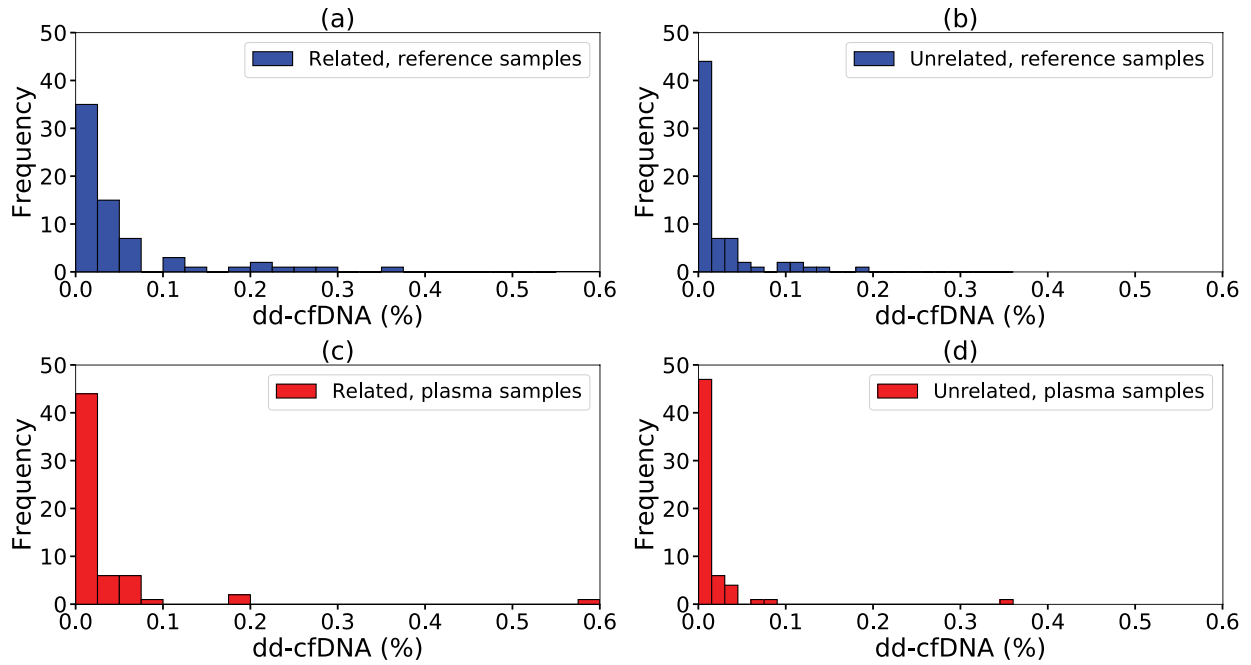 (a)
50
40
30
20
10
0
Frequency
Related, reference samples
0.0 0.1 0.2 0.3 0.4 0.5 0.6
dd-cfDNA (%)
(b)
50
40
30
20
10
0
Frequency
Unrelated, reference samples
0.0 0.1 0.2 0.3 0.4 0.5 0.6
dd-cfDNA (%)
(c)
50
40
30
20
10
0
Frequency
Related, plasma samples
0.0 0.1 0.2 0.3 0.4 0.5 0.6
dd-cfDNA (%)
(d)
50
40
30
20
10
0
Frequency
Unrelated, plasma samples
0.0 0.1 0.2 0.3 0.4 0.5 0.6
dd-cfDNA (%)